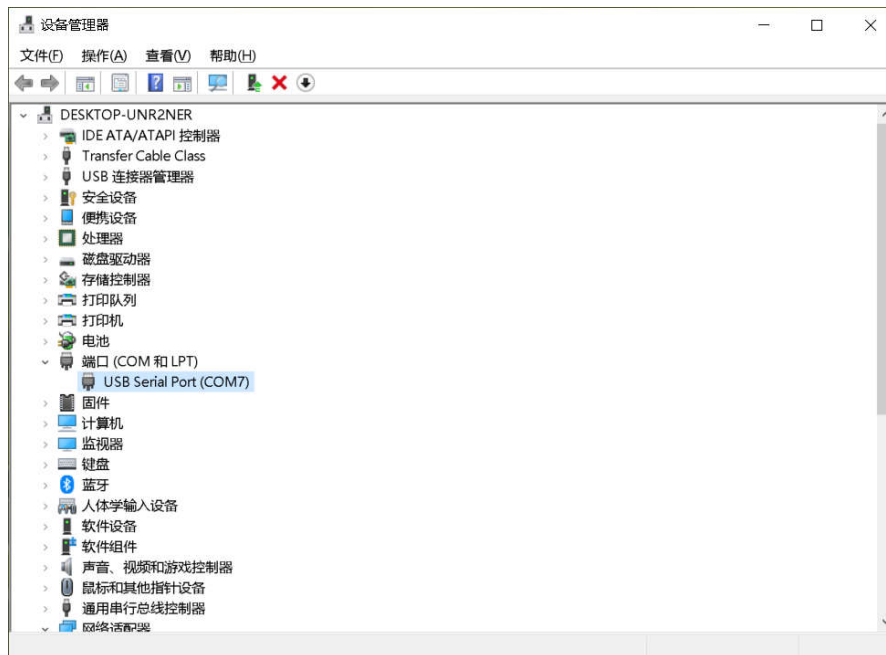 设备管理器
文件(F) 操作(A) 查看(V) 帮助(H)
DESKTOP-UNR2NER
IDE ATA/ATAPI 控制器
Transfer Cable Class
USB 连接器管理器
安全设备
便携设备
处理器
磁盘驱动器
存储控制器
打印队列
打印机
电池
端口 (COM 和 LPT)
USB Serial Port (COM7)
固件
计算机
监视器
键盘
蓝牙
人体学输入设备
软件设备
软件组件
声音、视频和游戏控制器
鼠标和其他指针设备
通用串行总线控制器
网络适配器